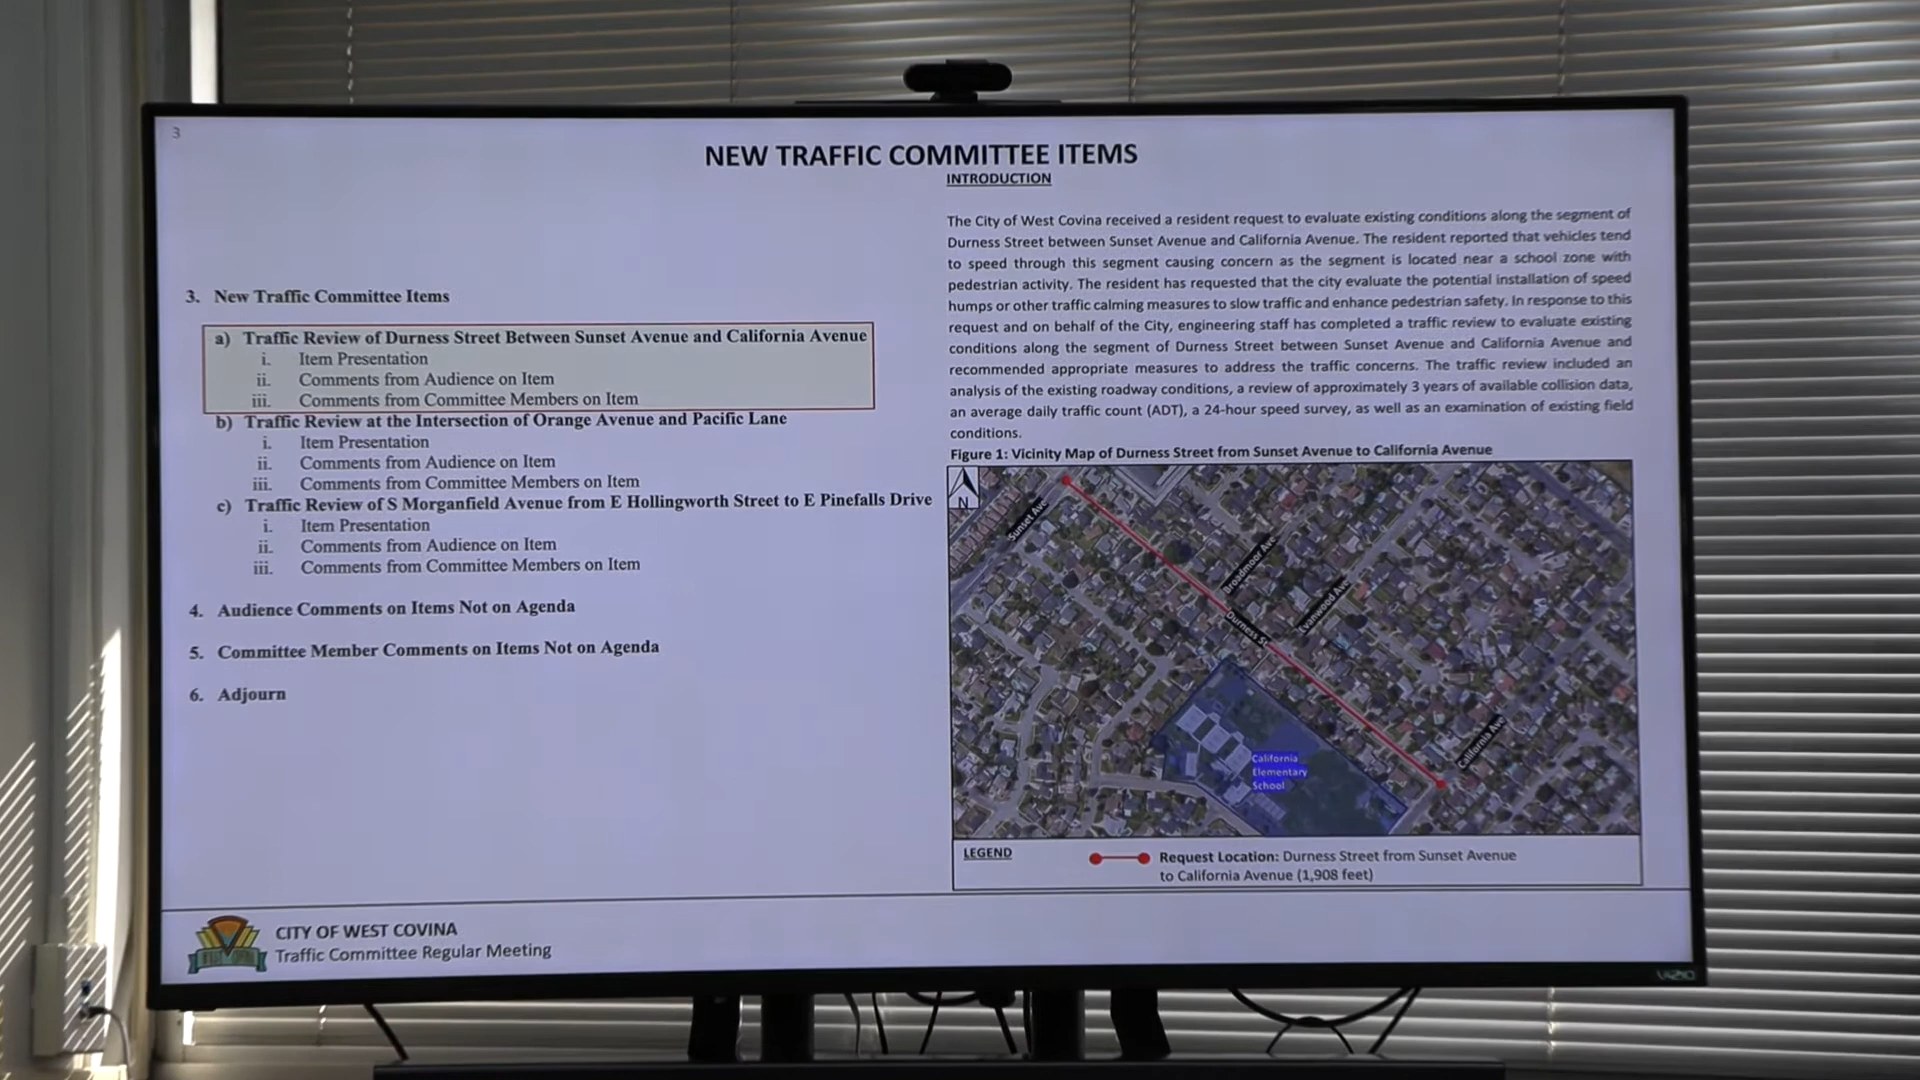 3
NEW TRAFFIC COMMITTEE ITEMS
INTRODUCTION
3. New Traffic Committee Items
a) Traffic Review of Durness Street Between Sunset Avenue and California Avenue
i. Item Presentation
ii. Comments from Audience on Item
iii. Comments from Committee Members on Item
b) Traffic Review at the Intersection of Orange Avenue and Pacific Lane
i. Item Presentation
ii. Comments from Audience on Item
iii. Comments from Committee Members on Item
c) Traffic Review of S Morganfield Avenue from E Hollingworth Street to E Pinefalls Drive
i. Item Presentation
ii. Comments from Audience on Item
iii. Comments from Committee Members on Item
4. Audience Comments on Items Not on Agenda
5. Committee Member Comments on Items Not on Agenda
6. Adjourn
The City of West Covina received a resident request to evaluate existing conditions along the segment of
Durness Street between Sunset Avenue and California Avenue. The resident reported that vehicles tend
to speed through this segment causing concern as the segment is located near a school zone with
pedestrian activity. The resident has requested that the city evaluate the potential installation of speed
humps or other traffic calming measures to slow traffic and enhance pedestrian safety. In response to this
request and on behalf of the City, engineering staff has completed a traffic review to evaluate existing
conditions along the segment of Durness Street between Sunset Avenue and California Avenue and
recommended appropriate measures to address the traffic concerns. The traffic review included an
analysis of the existing roadway conditions, a review of approximately 3 years of available collision data,
an average daily traffic count (ADT), a 24-hour speed survey, as well as an examination of existing field
conditions.
Figure 1: Vicinity Map of Durness Street from Sunset Avenue to California Avenue
N
Sunset Ave
Broadmoor Ave
Evanwood Ave
Durness St
California Ave
California
Elementary
School
LEGEND
Request Location: Durness Street from Sunset Avenue
to California Avenue (1,908 feet)
CITY OF WEST COVINA
Traffic Committee Regular Meeting
VIZIO